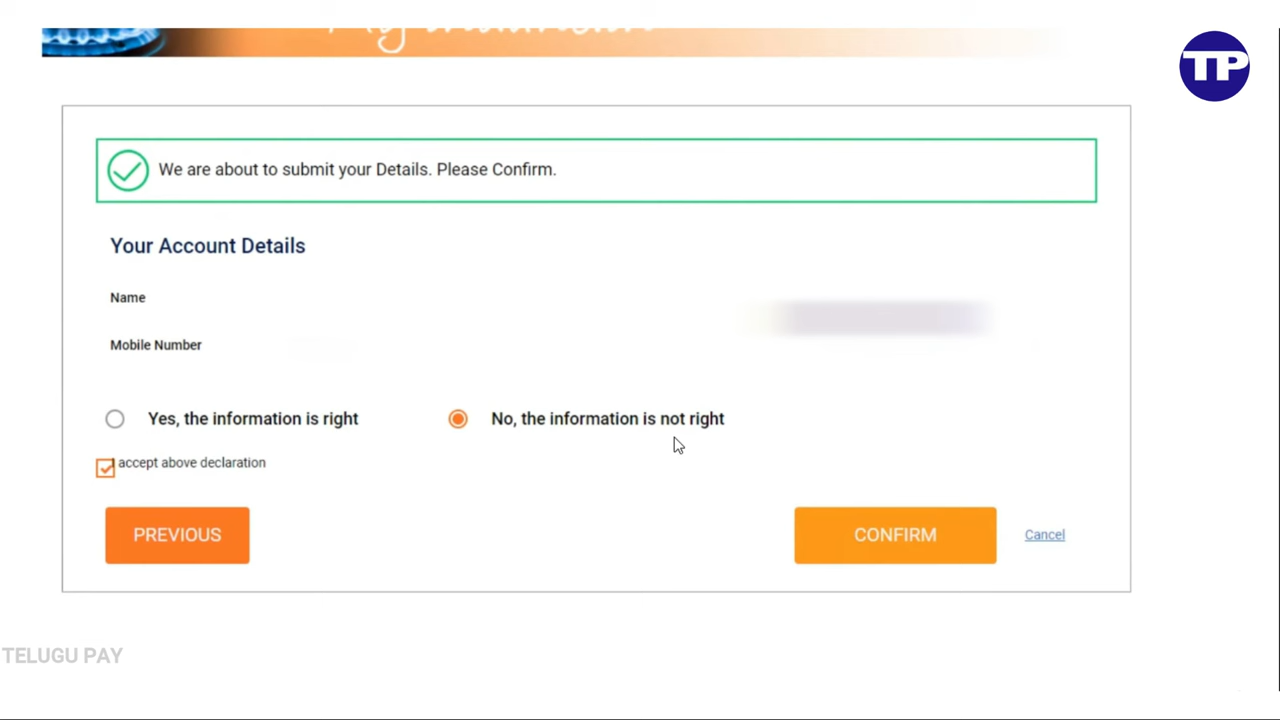 TP
We are about to submit your Details. Please Confirm.
Your Account Details
Name
Mobile Number
Yes, the information is right
No, the information is not right
accept above declaration
PREVIOUS
CONFIRM
Cancel
TELUGU PAY